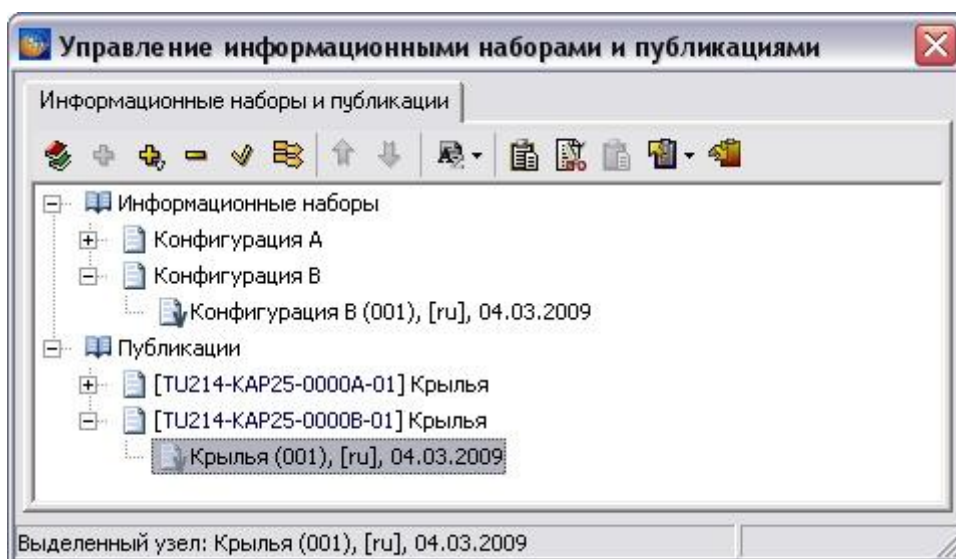 Управление информационными наборами и публикациями
Информационные наборы и публикации
Информационные наборы
Конфигурация А
Конфигурация В
Конфигурация В (001), [ru], 04.03.2009
Публикации
[TU214-KAP25-0000A-01] Крылья
[TU214-KAP25-0000B-01] Крылья
Крылья (001), [ru], 04.03.2009
Выделенный узел: Крылья (001), [ru], 04.03.2009